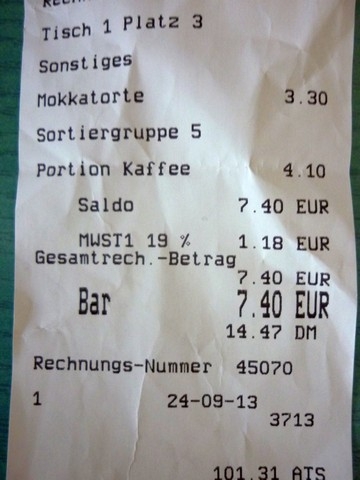 Tisch 1 Platz 3
Sonstiges
Mokkatorte 3.30
Sortiergruppe 5
Portion Kaffee 4.10
Saldo 7.40 EUR
MWST1 19 % 1.18 EUR
Gesamtrech.-Betrag
7.40 EUR
Bar 7.40 EUR
14.47 DM
Rechnungs-Nummer 45070
1 24-09-13
3713
101.31 ATS